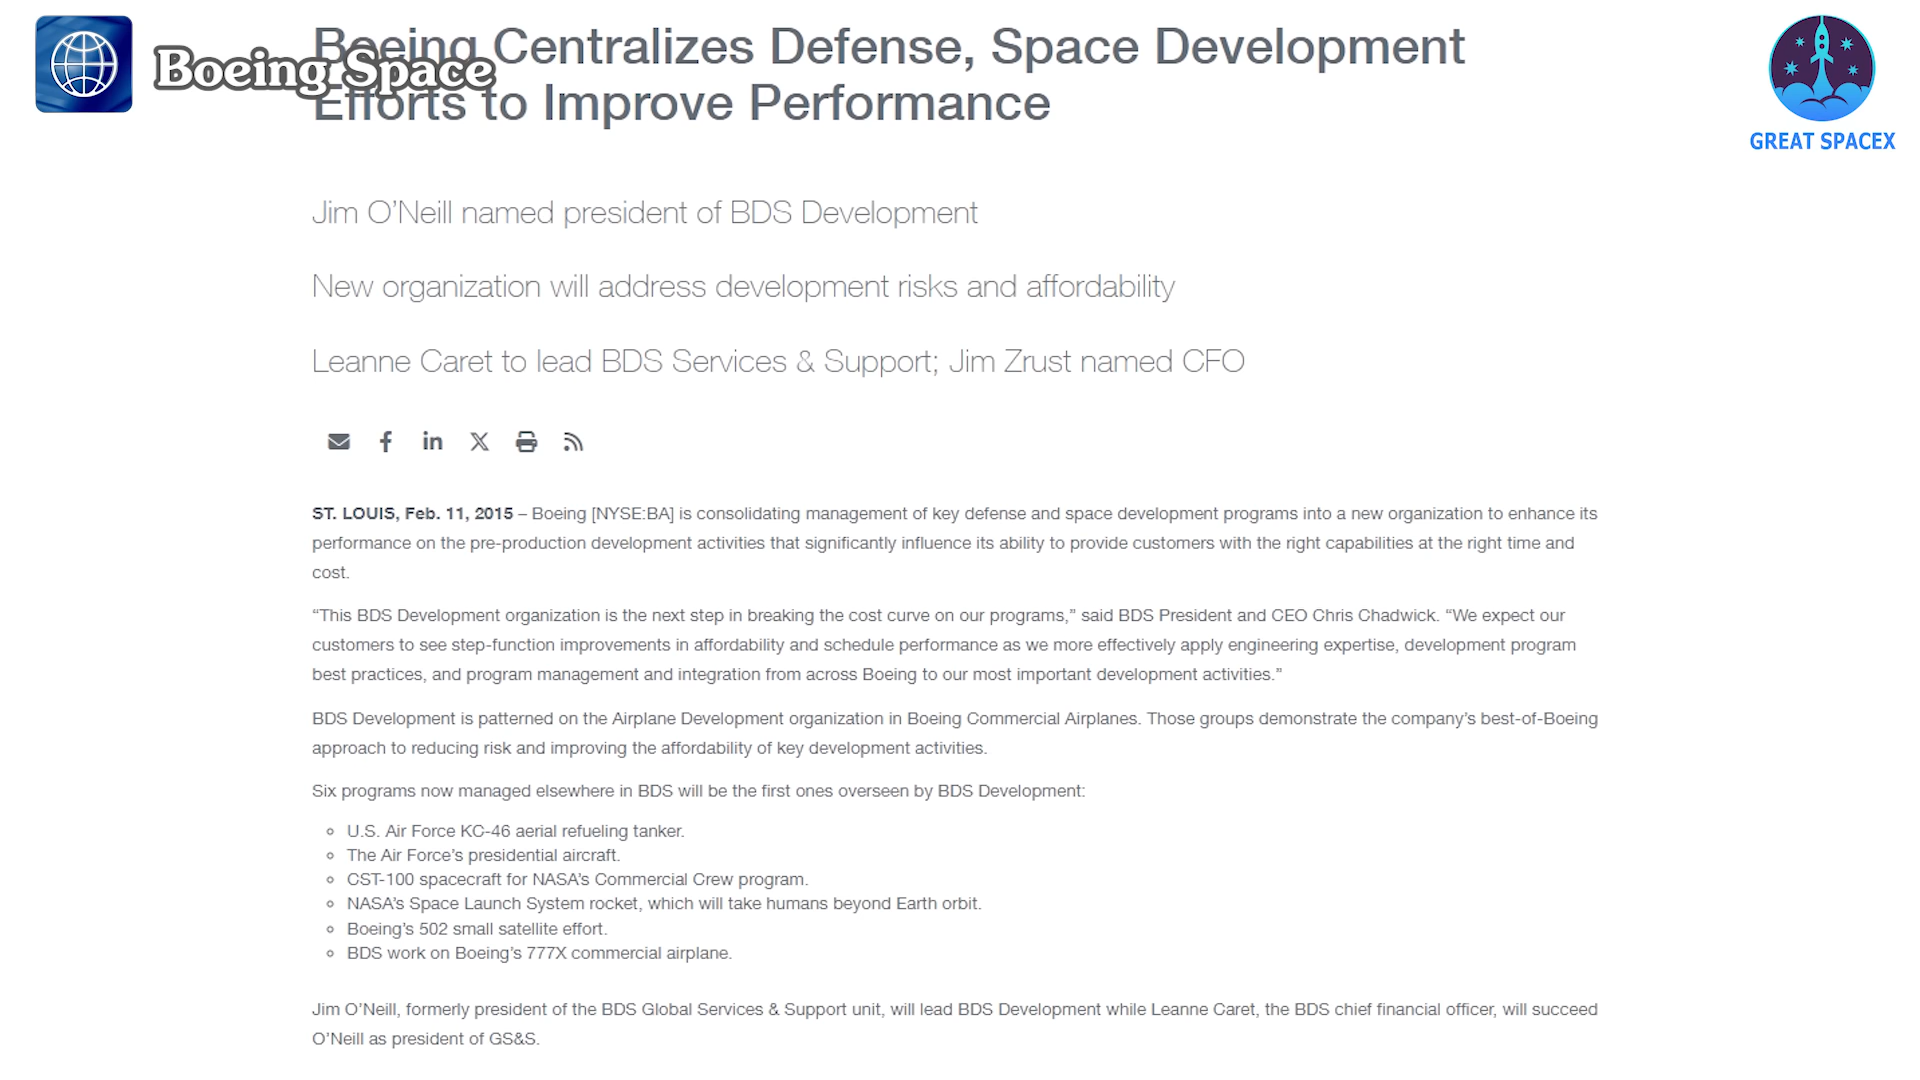 Boeing Space
Boeing Centralizes Defense, Space Development
Efforts to Improve Performance
GREAT SPACEX
Jim O’Neill named president of BDS Development
New organization will address development risks and affordability
Leanne Caret to lead BDS Services & Support; Jim Zrust named CFO
ST. LOUIS, Feb. 11, 2015 – Boeing [NYSE:BA] is consolidating management of key defense and space development programs into a new organization to enhance its
performance on the pre-production development activities that significantly influence its ability to provide customers with the right capabilities at the right time and
cost.
“This BDS Development organization is the next step in breaking the cost curve on our programs,” said BDS President and CEO Chris Chadwick. “We expect our
customers to see step-function improvements in affordability and schedule performance as we more effectively apply engineering expertise, development program
best practices, and program management and integration from across Boeing to our most important development activities.”
BDS Development is patterned on the Airplane Development organization in Boeing Commercial Airplanes. Those groups demonstrate the company’s best-of-Boeing
approach to reducing risk and improving the affordability of key development activities.
Six programs now managed elsewhere in BDS will be the first ones overseen by BDS Development:
U.S. Air Force KC-46 aerial refueling tanker.
The Air Force’s presidential aircraft.
CST-100 spacecraft for NASA’s Commercial Crew program.
NASA’s Space Launch System rocket, which will take humans beyond Earth orbit.
Boeing’s 502 small satellite effort.
BDS work on Boeing’s 777X commercial airplane.
Jim O’Neill, formerly president of the BDS Global Services & Support unit, will lead BDS Development while Leanne Caret, the BDS chief financial officer, will succeed
O’Neill as president of GS&S.